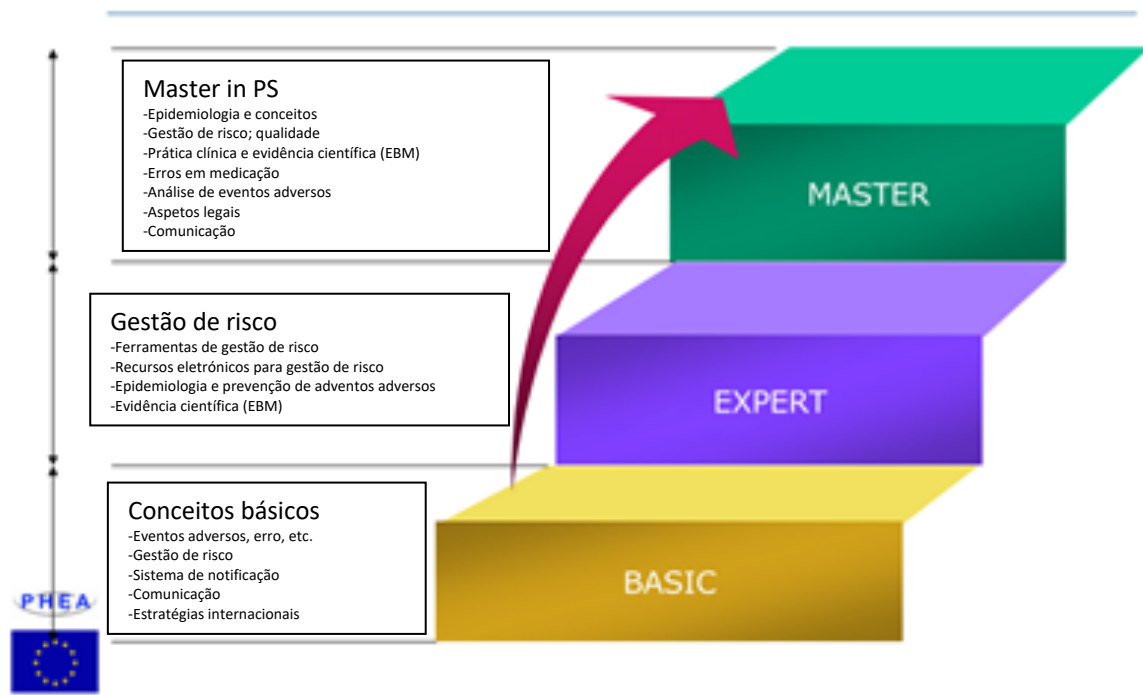 Master in PS
-Epidemiologia e conceitos
-Gestão de risco; qualidade
-Prática clínica e evidência científica (EBM)
-Erros em medicação
-Análise de eventos adversos
-Aspetos legais
-Comunicação
MASTER
Gestão de risco
-Ferramentas de gestão de risco
-Recursos eletrónicos para gestão de risco
-Epidemiologia e prevenção de adventos adversos
-Evidência científica (EBM)
EXPERT
Conceitos básicos
-Eventos adversos, erro, etc.
-Gestão de risco
-Sistema de notificação
-Comunicação
-Estratégias internacionais
BASIC
PHEA